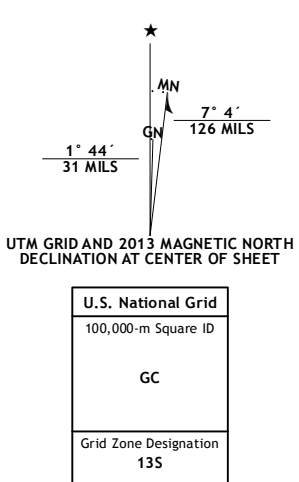 ★
MN
7° 4´
126 MILS
GN
1° 44´
31 MILS
UTM GRID AND 2013 MAGNETIC NORTH
DECLINATION AT CENTER OF SHEET
U.S. National Grid
100,000-m Square ID
GC
Grid Zone Designation
13S